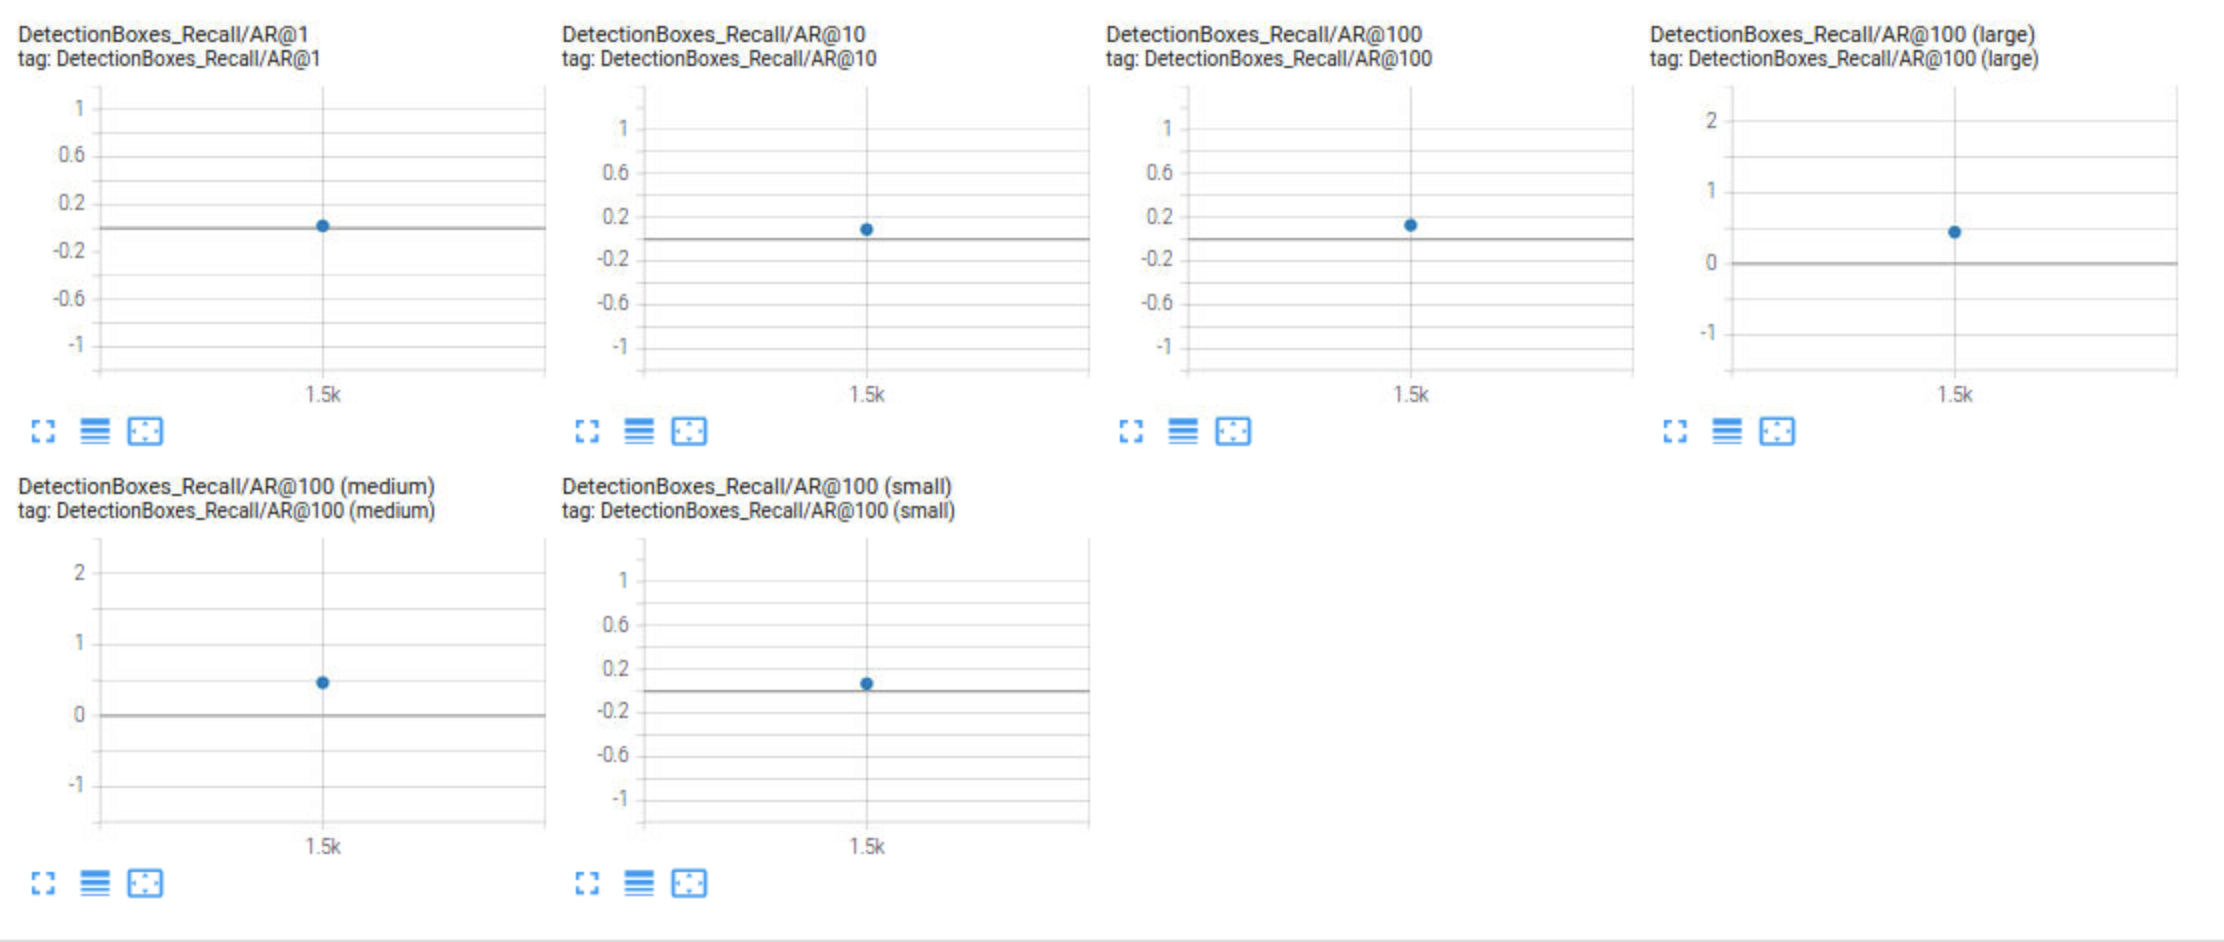 DetectionBoxes_Recall/AR@1
tag: DetectionBoxes_Recall/AR@1
1
0.6
0.2
-0.2
-0.6
-1
1.5k
DetectionBoxes_Recall/AR@10
tag: DetectionBoxes_Recall/AR@10
1
0.6
0.2
-0.2
-0.6
-1
1.5k
DetectionBoxes_Recall/AR@100
tag: DetectionBoxes_Recall/AR@100
1
0.6
0.2
-0.2
-0.6
-1
1.5k
DetectionBoxes_Recall/AR@100 (large)
tag: DetectionBoxes_Recall/AR@100 (large)
2
1
0
-1
1.5k
DetectionBoxes_Recall/AR@100 (medium)
tag: DetectionBoxes_Recall/AR@100 (medium)
2
1
0
-1
1.5k
DetectionBoxes_Recall/AR@100 (small)
tag: DetectionBoxes_Recall/AR@100 (small)
1
0.6
0.2
-0.2
-0.6
-1
1.5k